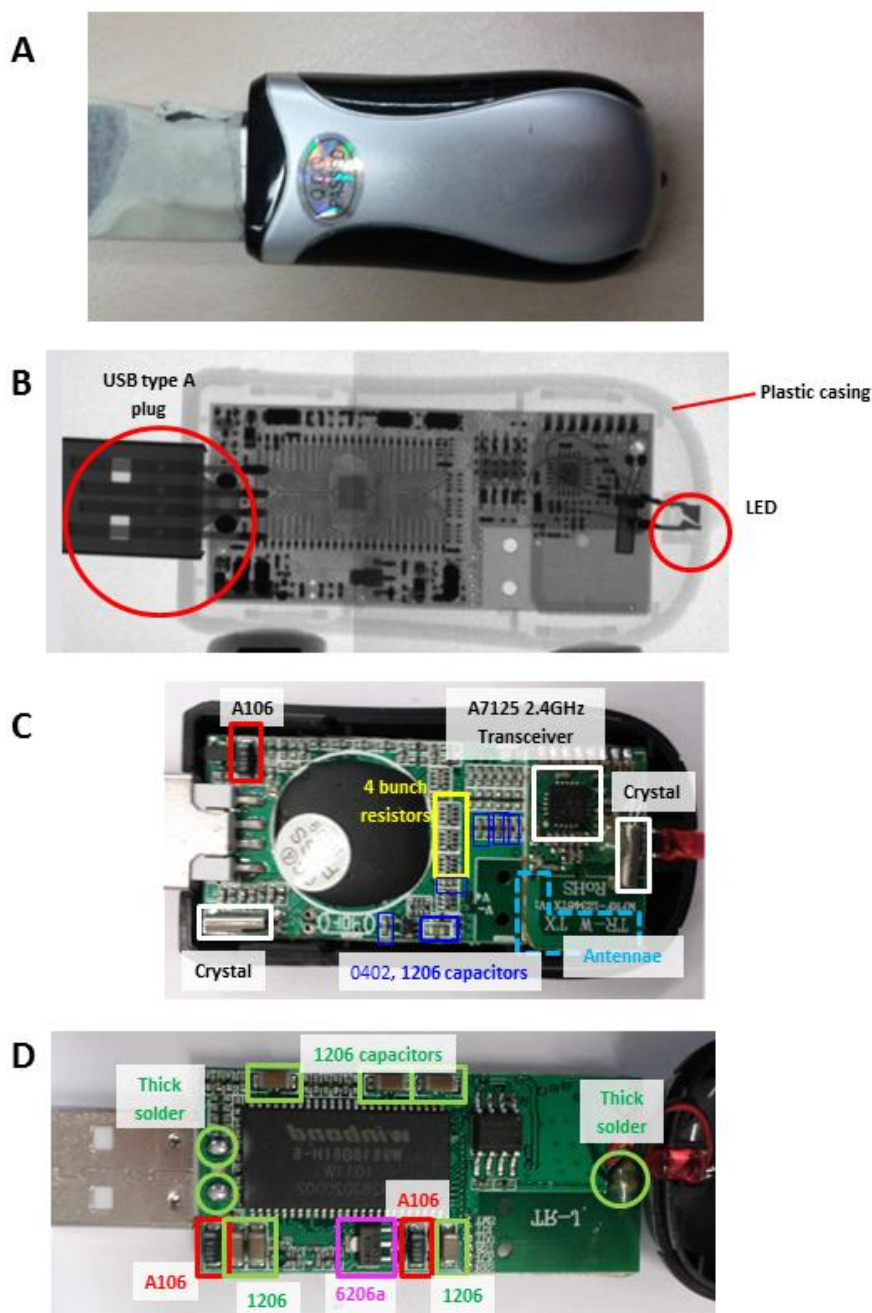 A
PASSED
B
USB type A
plug
Plastic casing
LED
C
A106
A7125 2.4GHz
Transceiver
4 bunch
resistors
Crystal
RoHS
TR-W TX
Antennae
Crystal
0402, 1206 capacitors
D
1206 capacitors
Thick
solder
Thick
solder
winbond
A106
A106
1206
6206a
1206